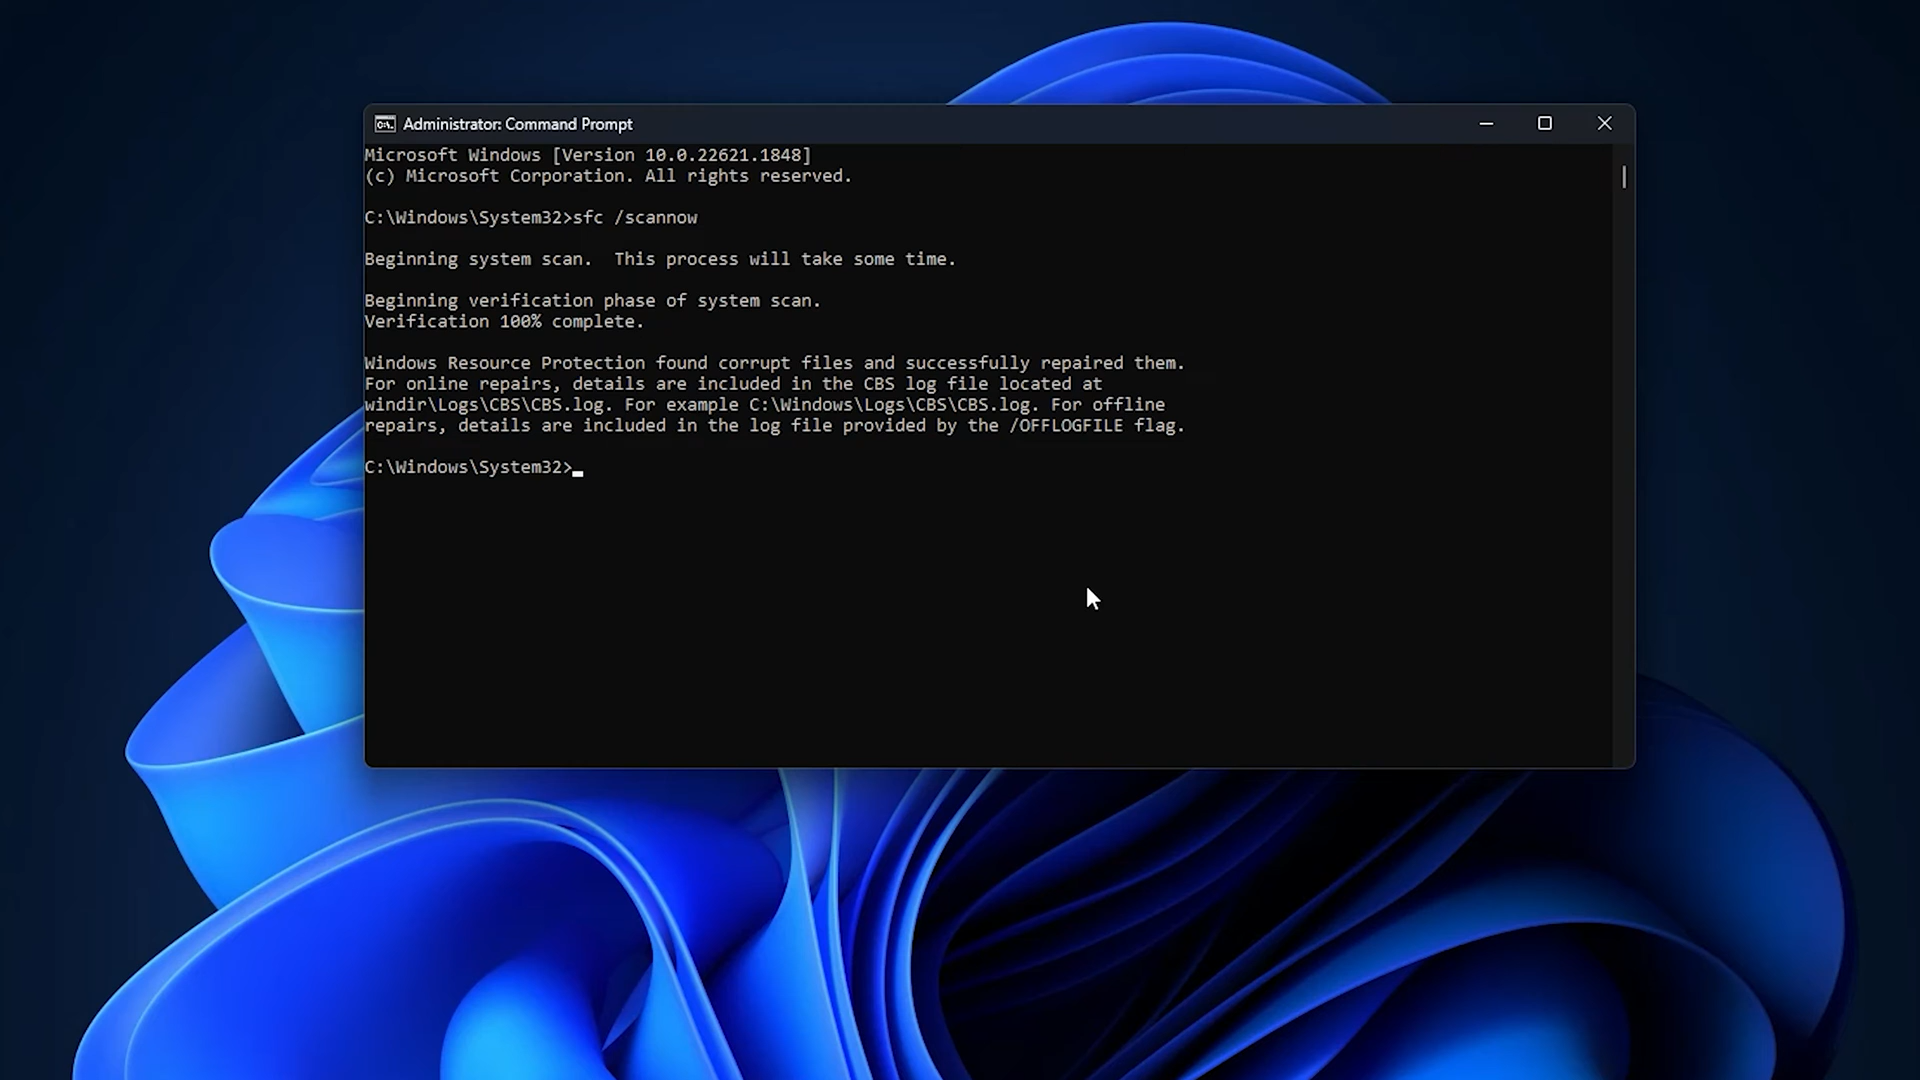 Administrator: Command Prompt
Microsoft Windows [Version 10.0.22621.1848]
(c) Microsoft Corporation. All rights reserved.
C:\Windows\System32>sfc /scannow
Beginning system scan.  This process will take some time.
Beginning verification phase of system scan.
Verification 100% complete.
Windows Resource Protection found corrupt files and successfully repaired them.
For online repairs, details are included in the CBS log file located at
windir\Logs\CBS\CBS.log. For example C:\Windows\Logs\CBS\CBS.log. For offline
repairs, details are included in the log file provided by the /OFFLOGFILE flag.
C:\Windows\System32>